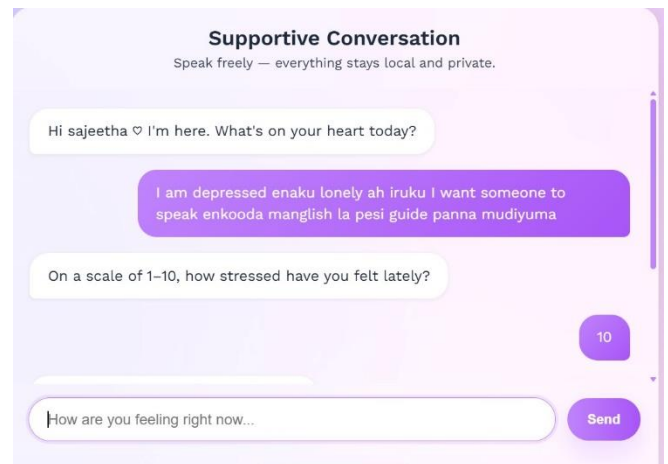 Supportive Conversation
Speak freely — everything stays local and private.
Hi sajeetha ♡ I'm here. What's on your heart today?
I am depressed enaku lonely ah iruku I want someone to
speak enkooda manglish la pesi guide panna mudiyuma
On a scale of 1–10, how stressed have you felt lately?
10
How are you feeling right now...
Send